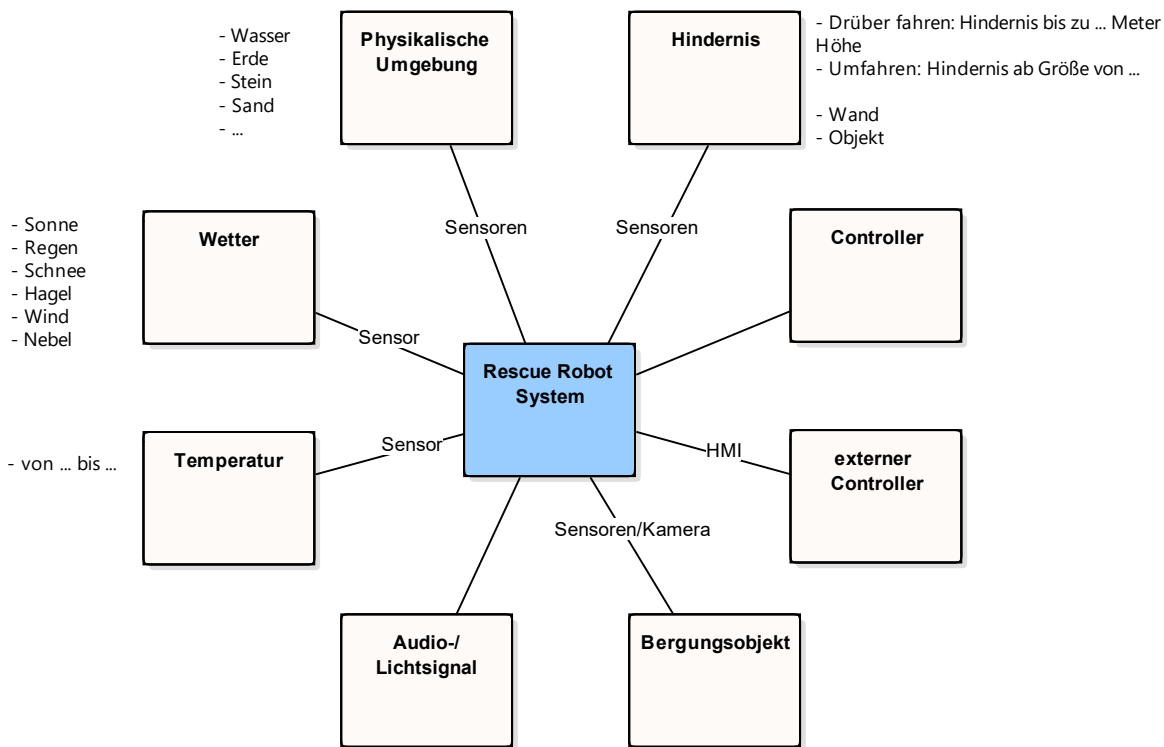 - Wasser
- Erde
- Stein
- Sand
- ...
Physikalische
Umgebung
Hindernis
- Drüber fahren: Hindernis bis zu ... Meter
Höhe
- Umfahren: Hindernis ab Größe von ...
- Wand
- Objekt
Sensoren
Sensoren
- Sonne
- Regen
- Schnee
- Hagel
- Wind
- Nebel
Wetter
Controller
Sensor
Rescue Robot
System
- von ... bis ...
Temperatur
Sensor
HMI
externer
Controller
Sensoren/Kamera
Audio-/
Lichtsignal
Bergungsobjekt